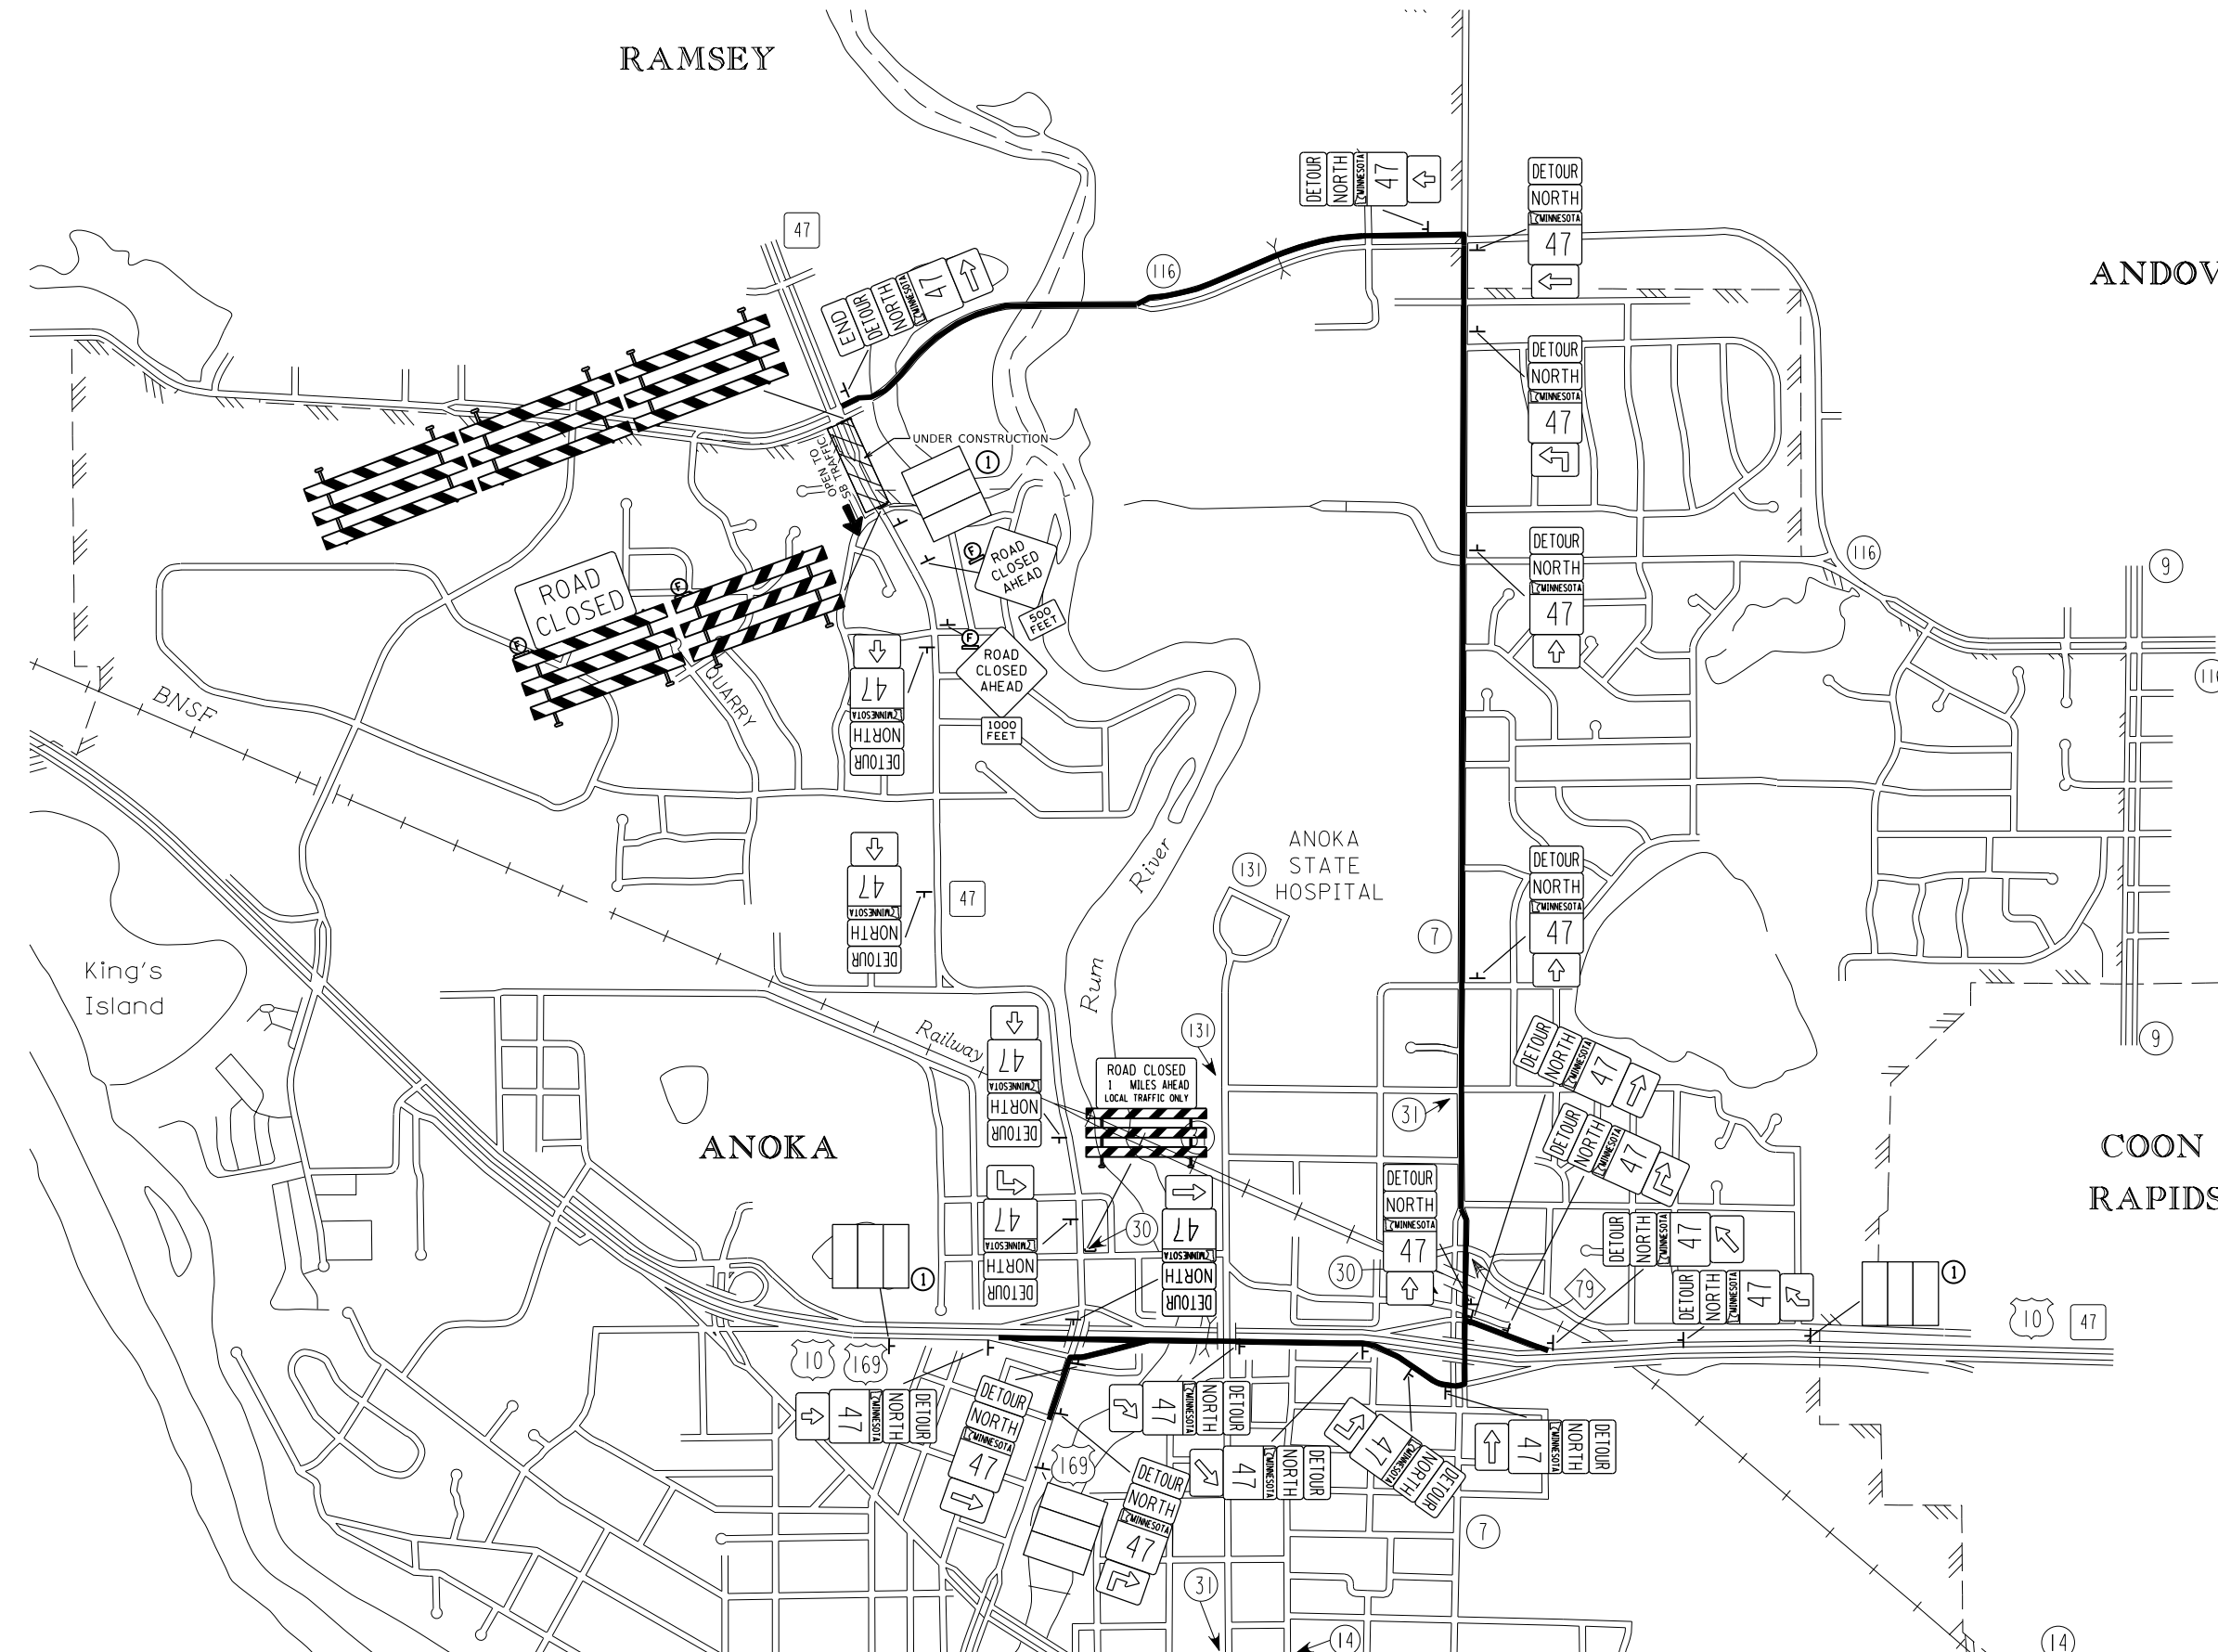 RAMSEY
47
DETOUR
NORTH
MINNESOTA
47
DETOUR
NORTH
MINNESOTA
47
END
DETOUR
NORTH
MINNESOTA
47
116
ANDOV
DETOUR
NORTH
MINNESOTA
47
UNDER CONSTRUCTION
1
OPEN TO
SB TRAFFIC
F
ROAD
CLOSED
AHEAD
500
FEET
DETOUR
NORTH
MINNESOTA
47
116
9
ROAD
CLOSED
F
F
F
ROAD
CLOSED
AHEAD
1000
FEET
47
MINNESOTA
NORTH
DETOUR
116
BNSF
QUARRY
47
MINNESOTA
NORTH
DETOUR
47
River
131
ANOKA
STATE
HOSPITAL
DETOUR
NORTH
MINNESOTA
47
7
King's
Island
Rum
131
9
Railway
47
MINNESOTA
NORTH
DETOUR
ROAD CLOSED
1 MILES AHEAD
LOCAL TRAFFIC ONLY
31
DETOUR
NORTH
MINNESOTA
47
DETOUR
NORTH
MINNESOTA
47
ANOKA
COON
RAPIDS
47
MINNESOTA
NORTH
DETOUR
30
47
MINNESOTA
NORTH
DETOUR
DETOUR
NORTH
MINNESOTA
47
30
DETOUR
NORTH
MINNESOTA
47
79
DETOUR
NORTH
MINNESOTA
47
1
1
10
47
10
169
47
MINNESOTA
NORTH
DETOUR
DETOUR
NORTH
MINNESOTA
47
47
MINNESOTA
NORTH
DETOUR
169
DETOUR
NORTH
MINNESOTA
47
47
MINNESOTA
NORTH
DETOUR
47
MINNESOTA
NORTH
DETOUR
47
MINNESOTA
NORTH
DETOUR
7
31
14
14